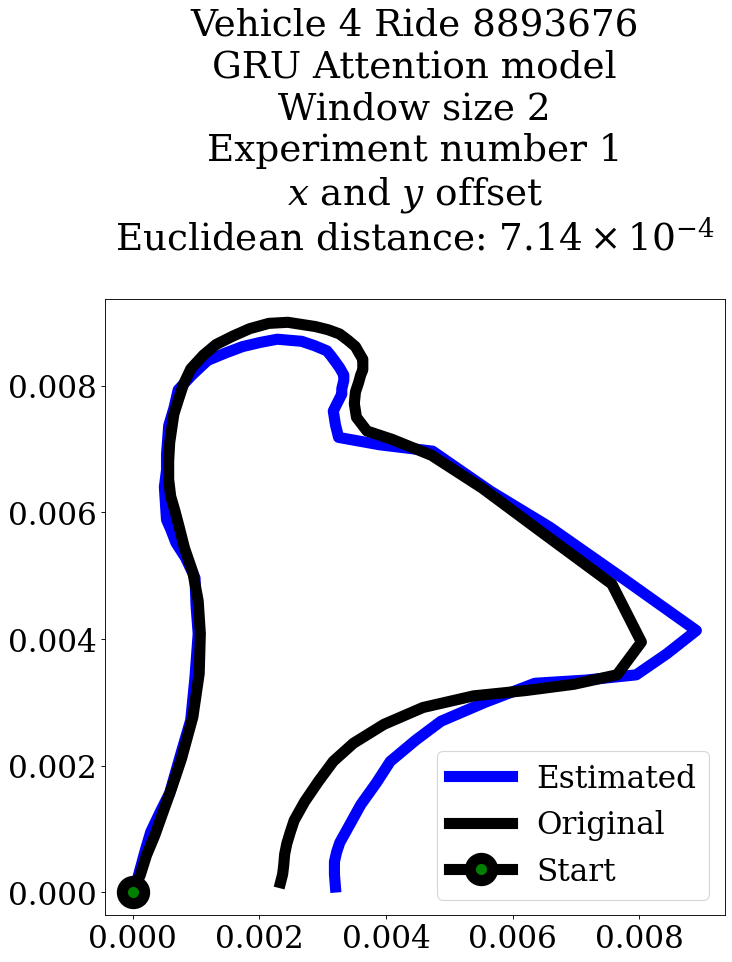 Vehicle 4 Ride 8893676
GRU Attention model
Window size 2
Experiment number 1
x and y offset
Euclidean distance: 7.14 × 10⁻⁴
0.008
0.006
0.004
0.002
0.000
Estimated
Original
Start
0.000 0.002 0.004 0.006 0.008